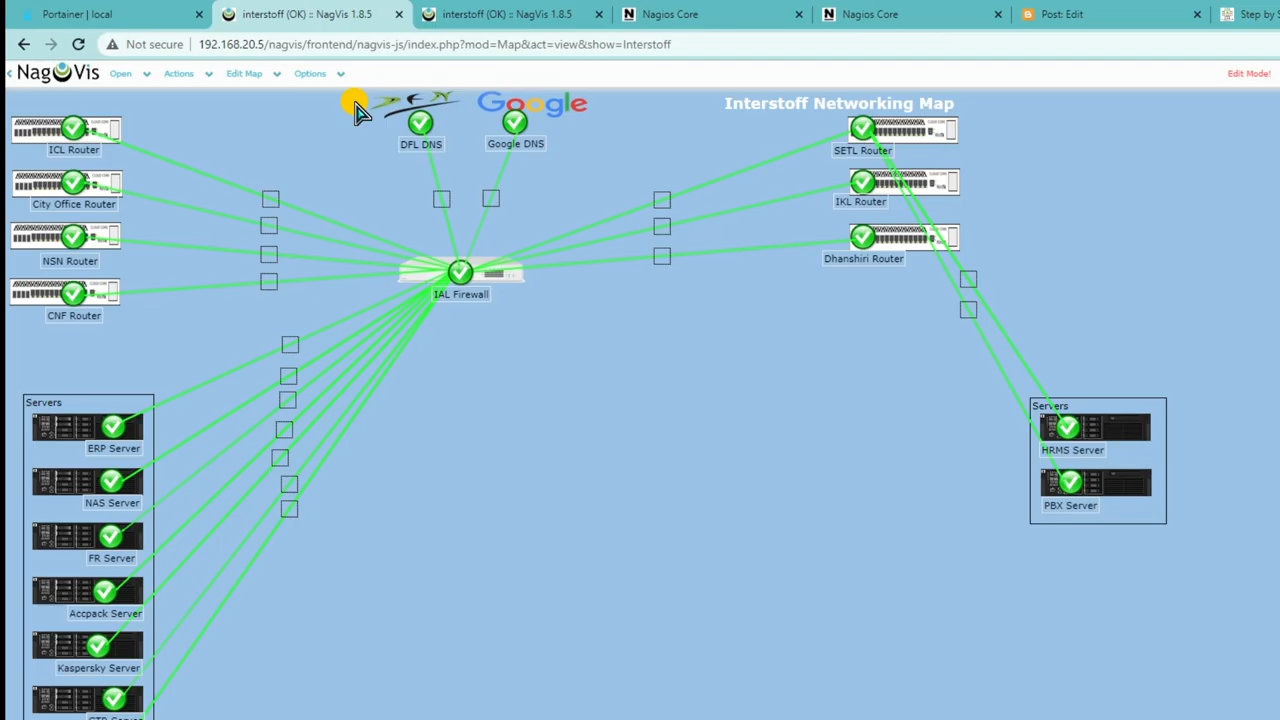 Portainer | local
interstoff (OK) :: NagVis 1.8.5
interstoff (OK) :: NagVis 1.8.5
Nagios Core
Nagios Core
Post: Edit
Step by S
Not secure
192.168.20.5/nagvis/frontend/nagvis-js/index.php?mod=Map&act=view&show=Interstoff
NagVis
Open
Actions
Edit Map
Options
Edit Mode!
Google
Interstoff Networking Map
ICL Router
DFL DNS
Google DNS
SETL Router
City Office Router
IKL Router
NSN Router
Dhanshiri Router
IAL Firewall
CNF Router
Servers
ERP Server
NAS Server
FR Server
Accpack Server
Kaspersky Server
Servers
HRMS Server
PBX Server